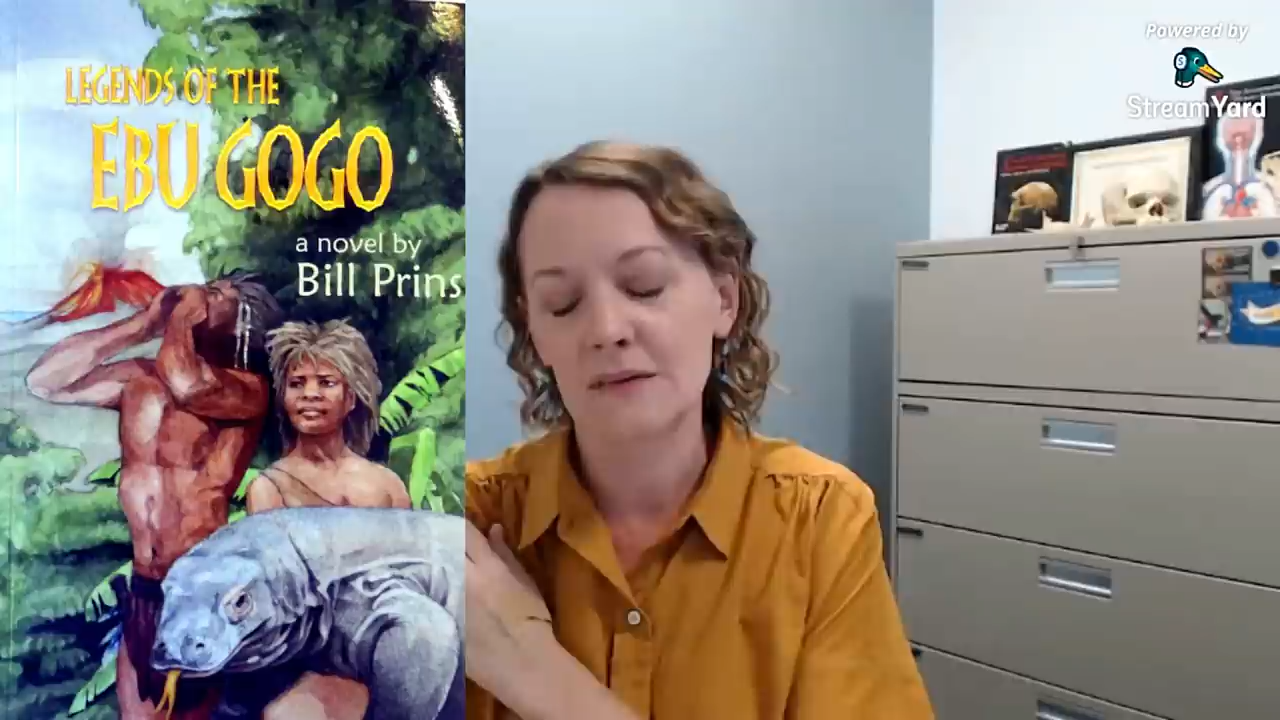 LEGENDS OF THE
EBU GOGO
a novel by
Bill Prins
Powered by
StreamYard